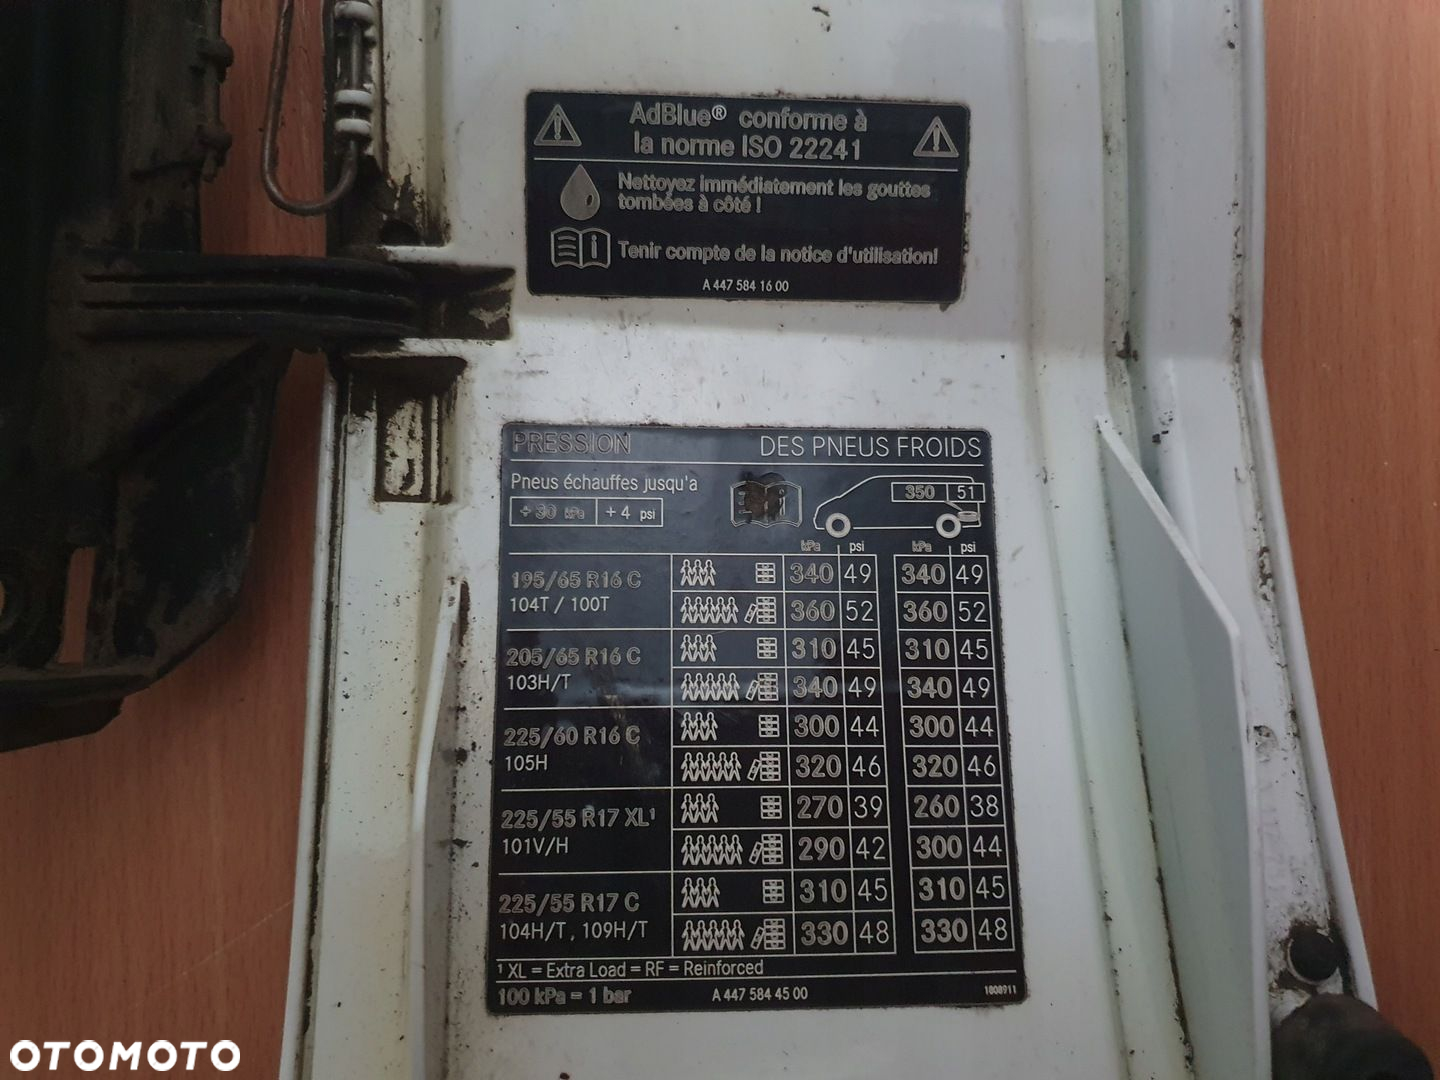 AdBlue® conforme à
la norme ISO 22241
Nettoyez immédiatement les gouttes
tombées à côté !
Tenir compte de la notice d'utilisation!
A 447 584 16 00
PRESSION DES PNEUS FROIDS
Pneus échauffes jusqu'a
350 51
+ 30 kPa + 4 psi
kPa psi kPa psi
195/65 R16 C 340 49 340 49
104T / 100T 360 52 360 52
205/65 R16 C 310 45 310 45
103H/T 340 49 340 49
225/60 R16 C 300 44 300 44
105H 320 46 320 46
225/55 R17 XL¹ 270 39 260 38
101V/H 290 42 300 44
225/55 R17 C 310 45 310 45
104H/T , 109H/T 330 48 330 48
¹ XL = Extra Load = RF = Reinforced
100 kPa = 1 bar A 447 584 45 00 1808911
OTOMOTO